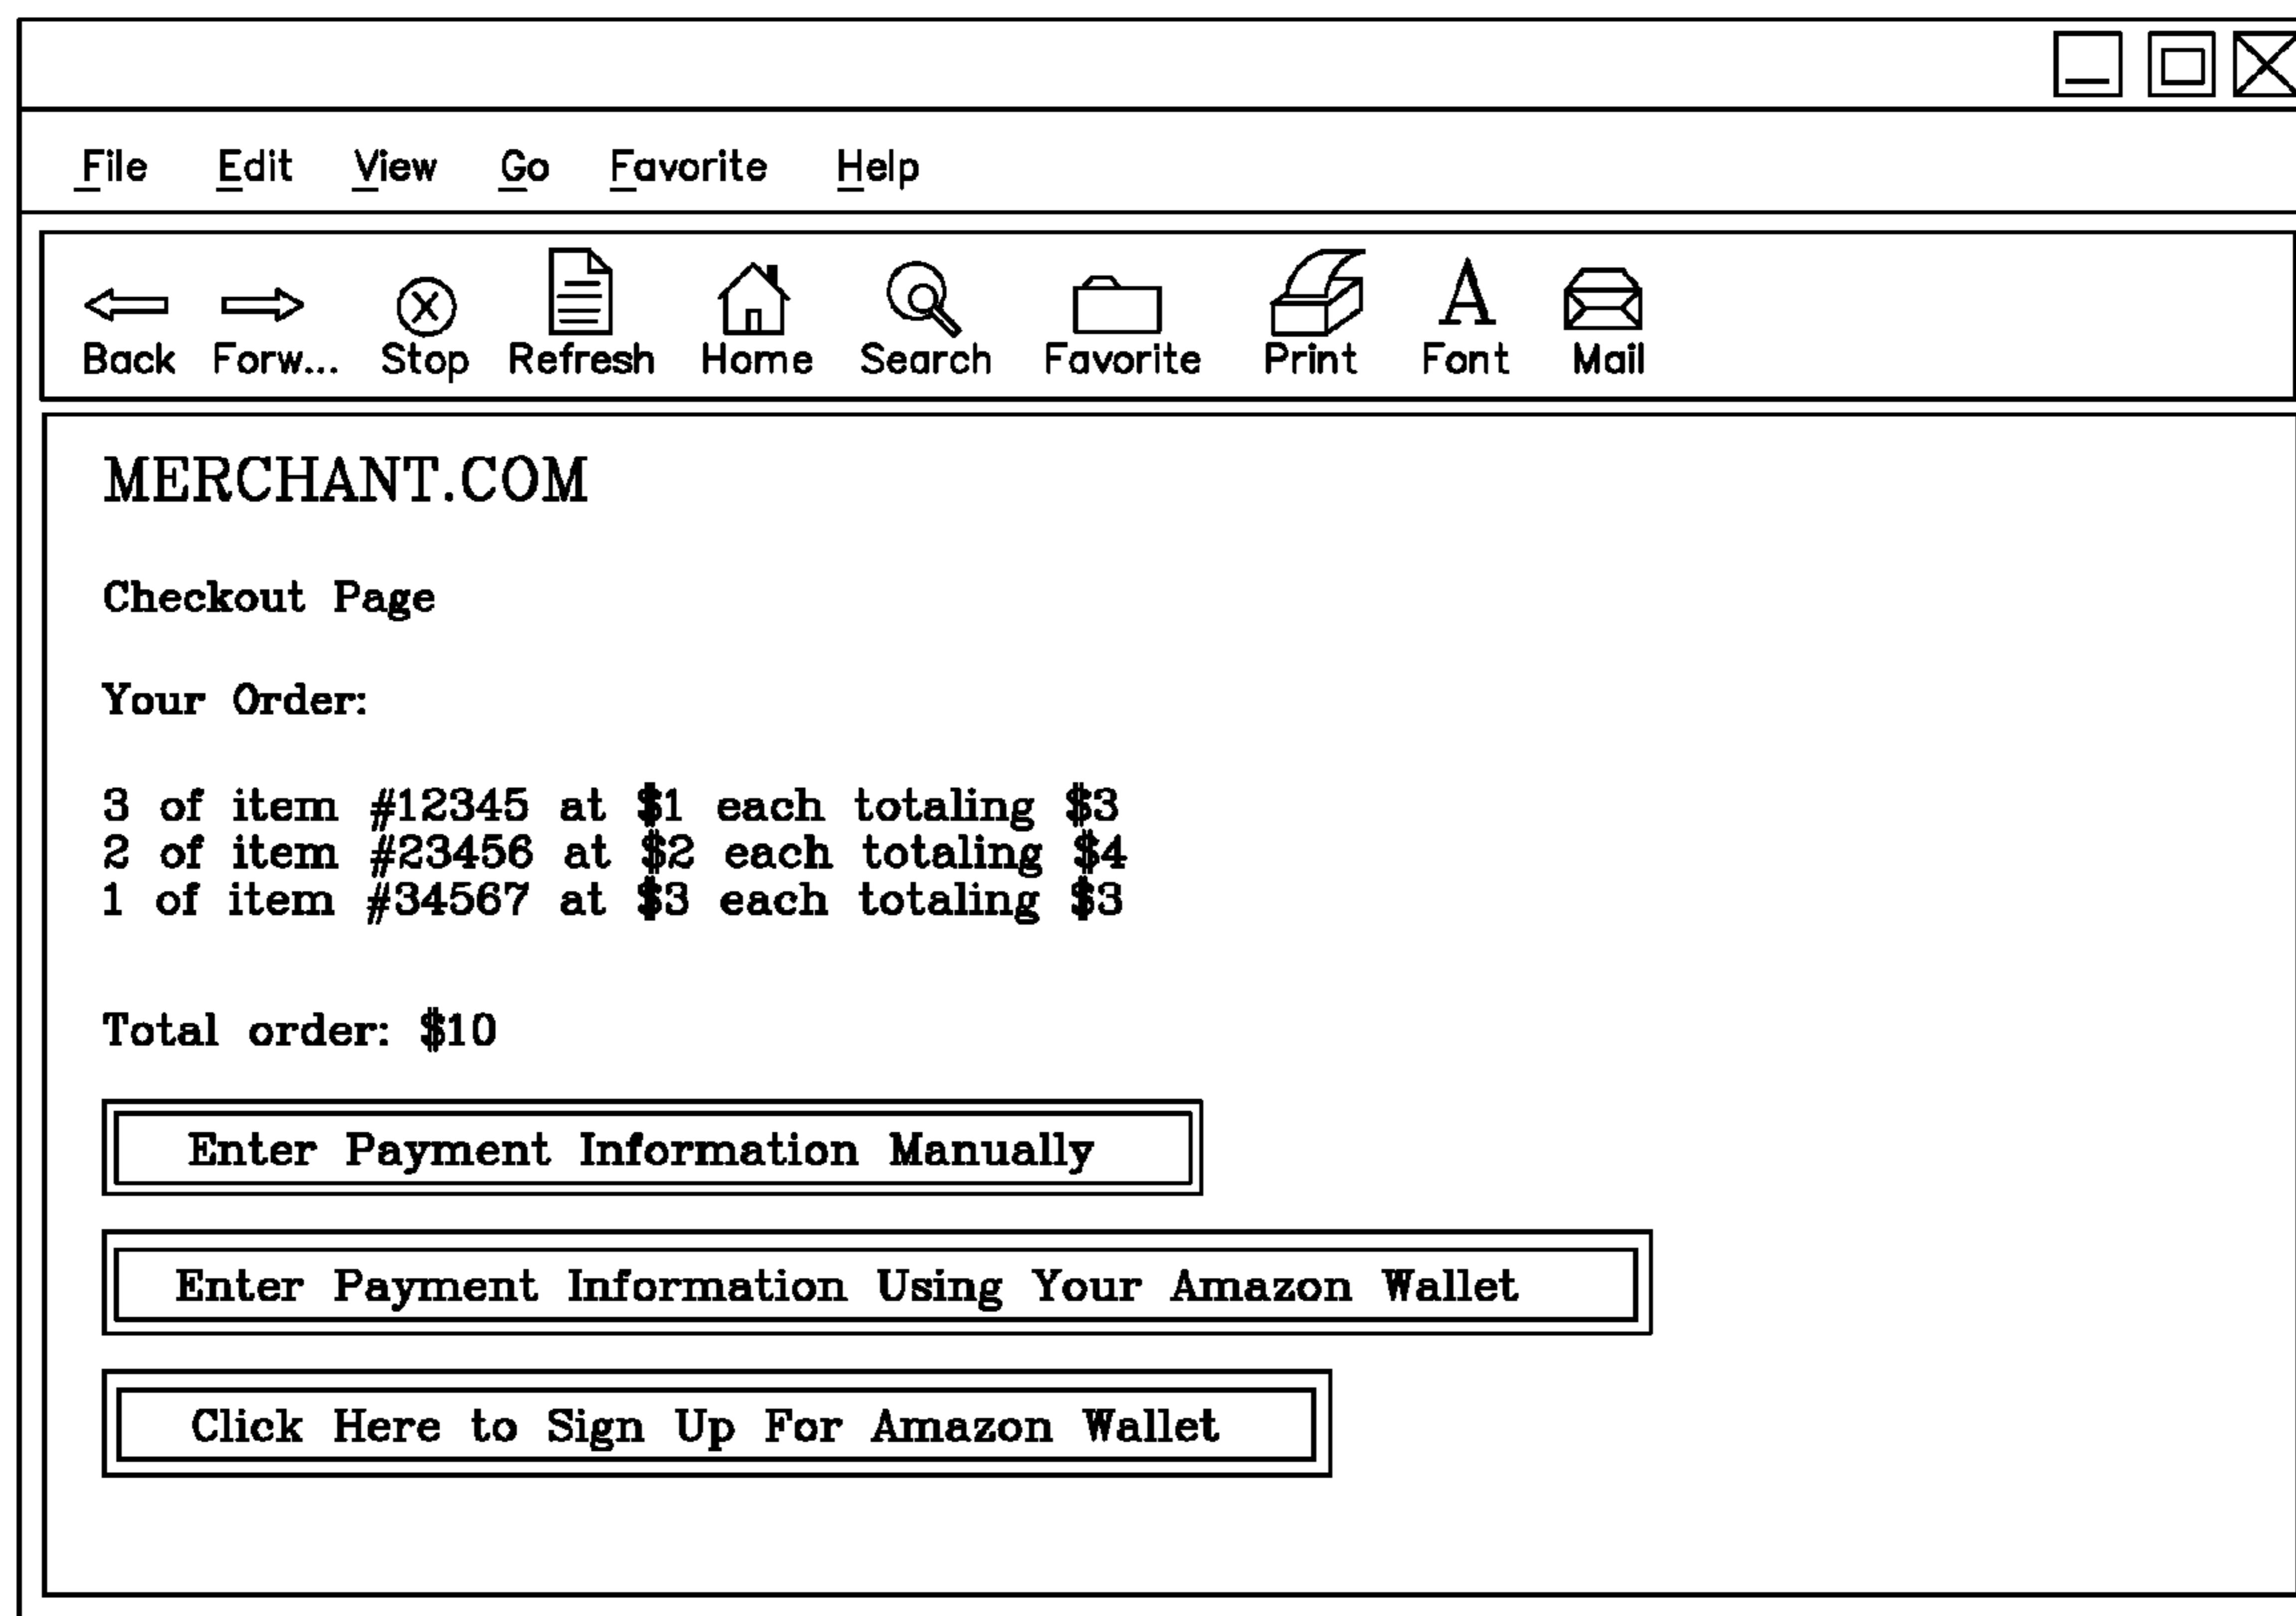 File Edit View Go Favorite Help
Back Forw... Stop Refresh Home Search Favorite Print Font Mail
MERCHANT.COM
Checkout Page
Your Order:
3 of item #12345 at $1 each totaling $3
2 of item #23456 at $2 each totaling $4
1 of item #34567 at $3 each totaling $3
Total order: $10
Enter Payment Information Manually
Enter Payment Information Using Your Amazon Wallet
Click Here to Sign Up For Amazon Wallet